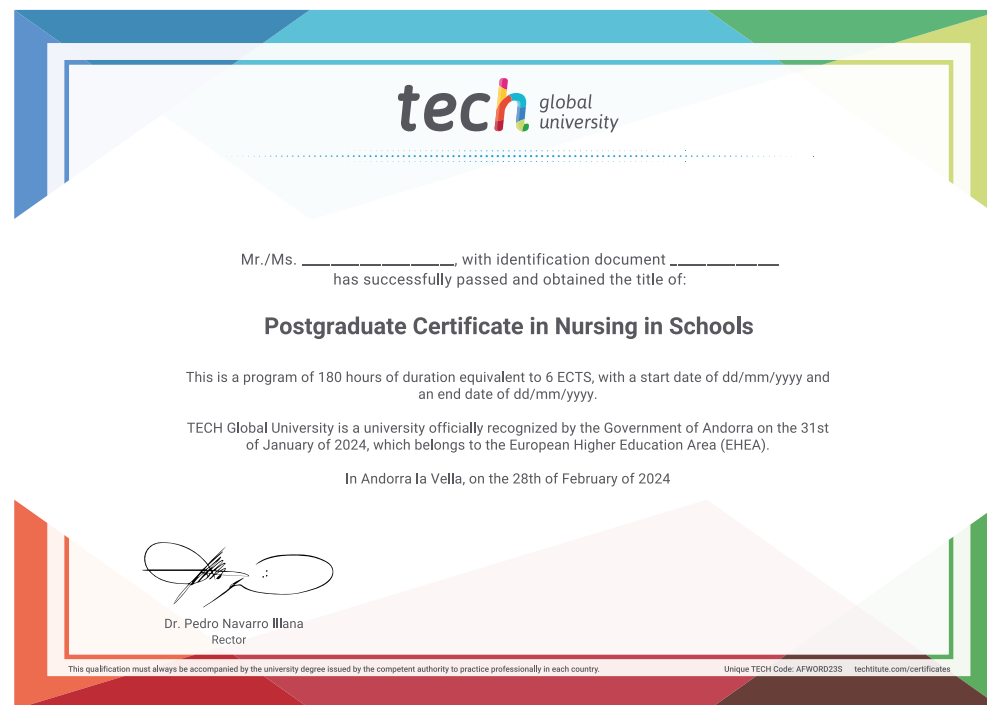 tech global university
Mr./Ms. ____________________, with identification document ______________
has successfully passed and obtained the title of:
Postgraduate Certificate in Nursing in Schools
This is a program of 180 hours of duration equivalent to 6 ECTS, with a start date of dd/mm/yyyy and
an end date of dd/mm/yyyy.
TECH Global University is a university officially recognized by the Government of Andorra on the 31st
of January of 2024, which belongs to the European Higher Education Area (EHEA).
In Andorra la Vella, on the 28th of February of 2024
Dr. Pedro Navarro Illana
Rector
This qualification must always be accompanied by the university degree issued by the competent authority to practice professionally in each country. Unique TECH Code: AFWORD23S techtitute.com/certificates